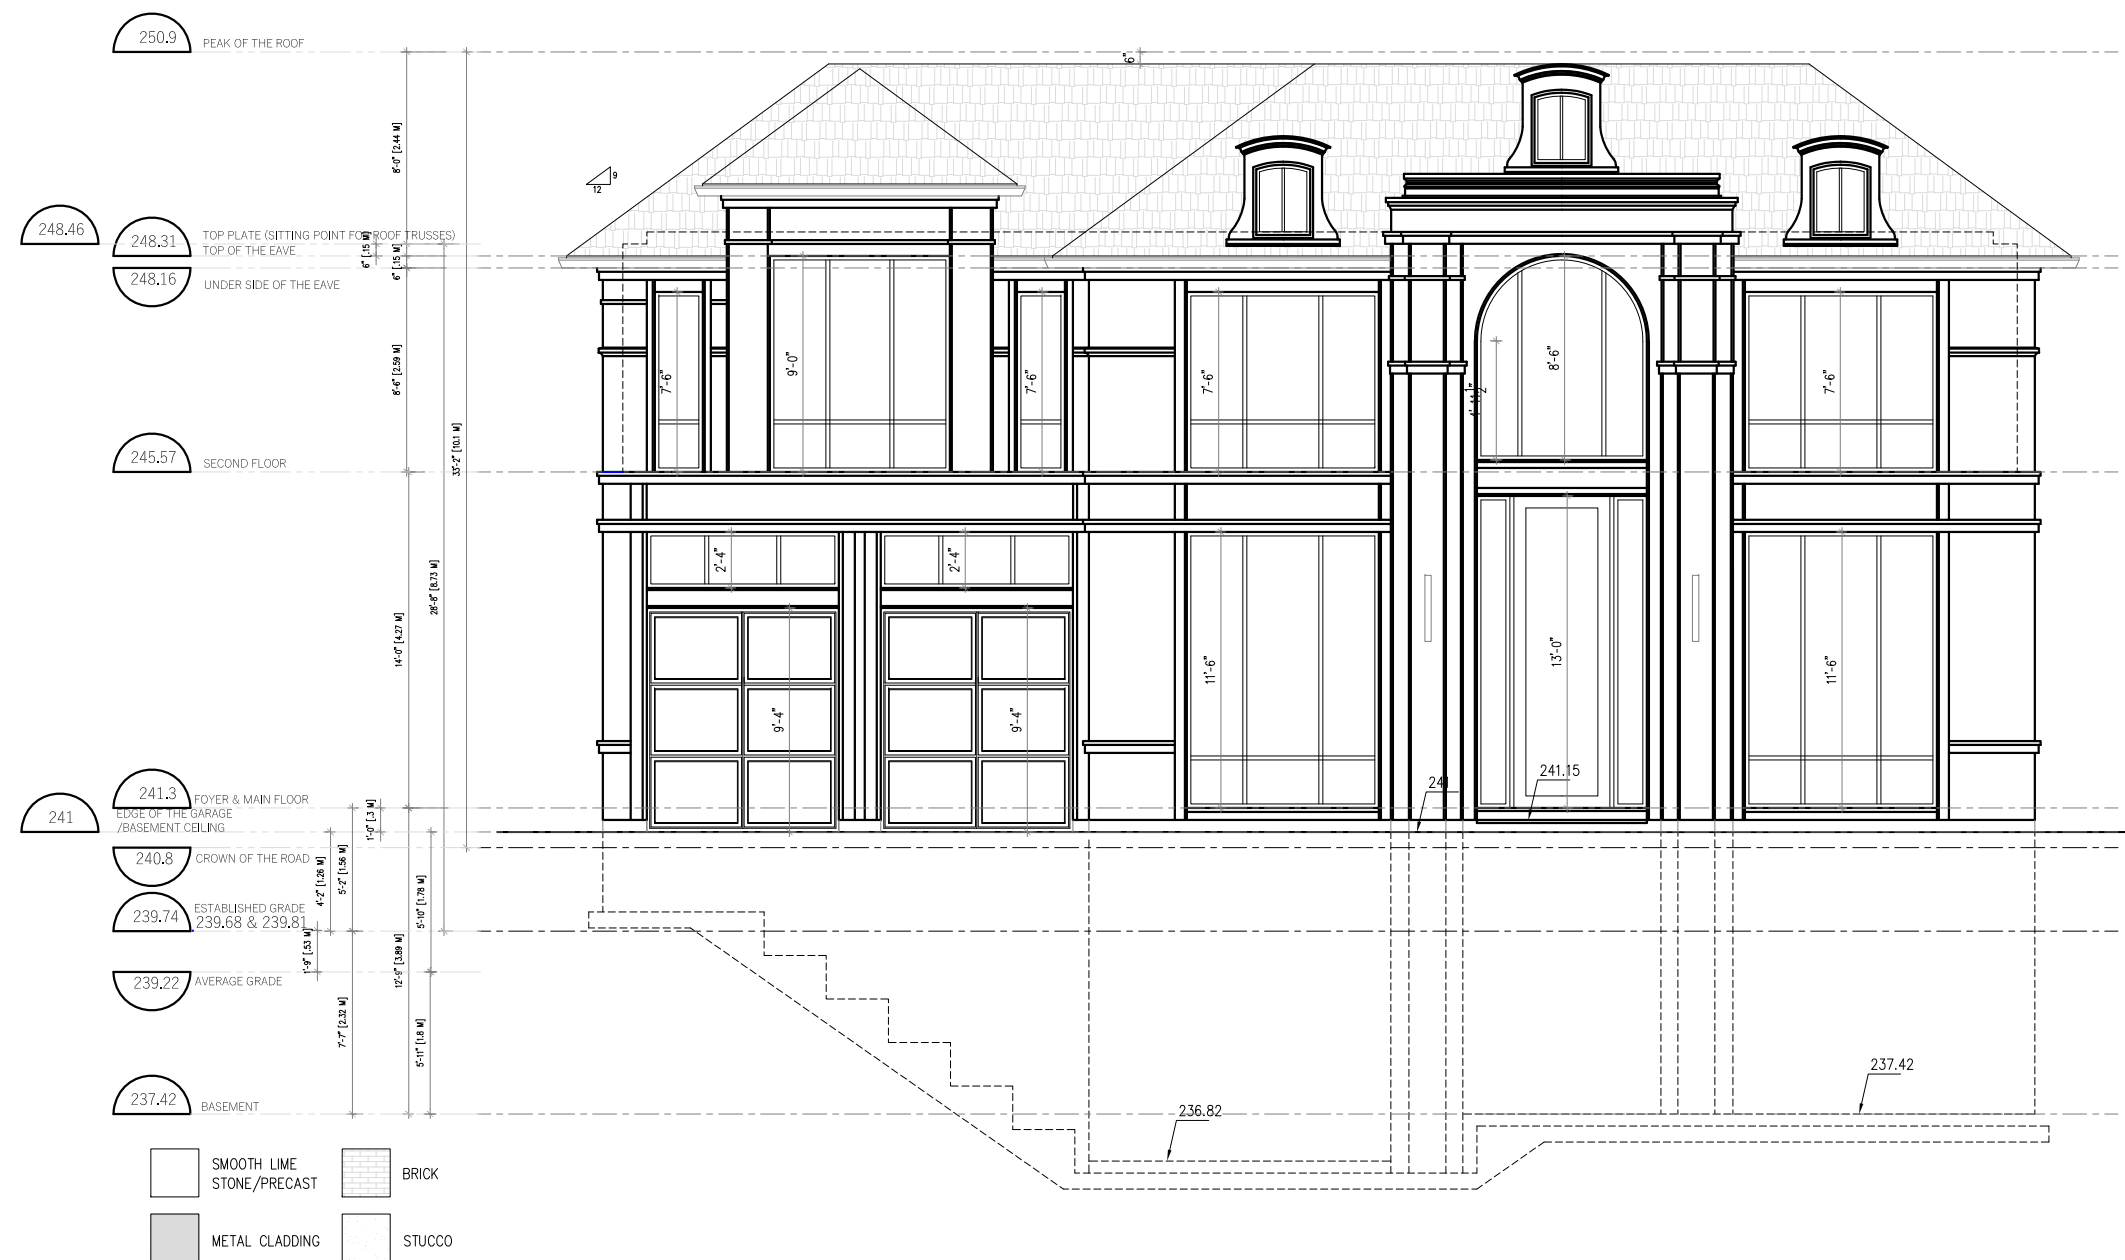 250.9
PEAK OF THE ROOF
6"
8'-0" [2.44 M]
9
12
248.46
248.31
TOP PLATE (SITTING POINT FOR ROOF TRUSSES)
TOP OF THE EAVE
6" [.15 M]
6" [.15 M]
248.16
UNDER SIDE OF THE EAVE
8'-6" [2.59 M]
7'-6"
9'-0"
7'-6"
7'-6"
8'-6"
7'-6"
245.57
SECOND FLOOR
33'-2" [10.1 M]
28'-8" [8.73 M]
14'-0" [4.27 M]
2'-4"
2'-4"
9'-4"
9'-4"
11'-6"
13'-0"
11'-6"
241.3
FOYER & MAIN FLOOR
241
EDGE OF THE GARAGE
/BASEMENT CEILING
1'-0" [.3 M]
241
241.15
240.8
CROWN OF THE ROAD
4'-2" [1.26 M]
5'-2" [1.56 M]
5'-10" [1.78 M]
239.74
ESTABLISHED GRADE
239.68 & 239.81
1'-9" [.53 M]
12'-9" [3.89 M]
239.22
AVERAGE GRADE
7'-7" [2.32 M]
5'-11" [1.8 M]
237.42
BASEMENT
236.82
237.42
SMOOTH LIME
STONE/PRECAST
BRICK
METAL CLADDING
STUCCO